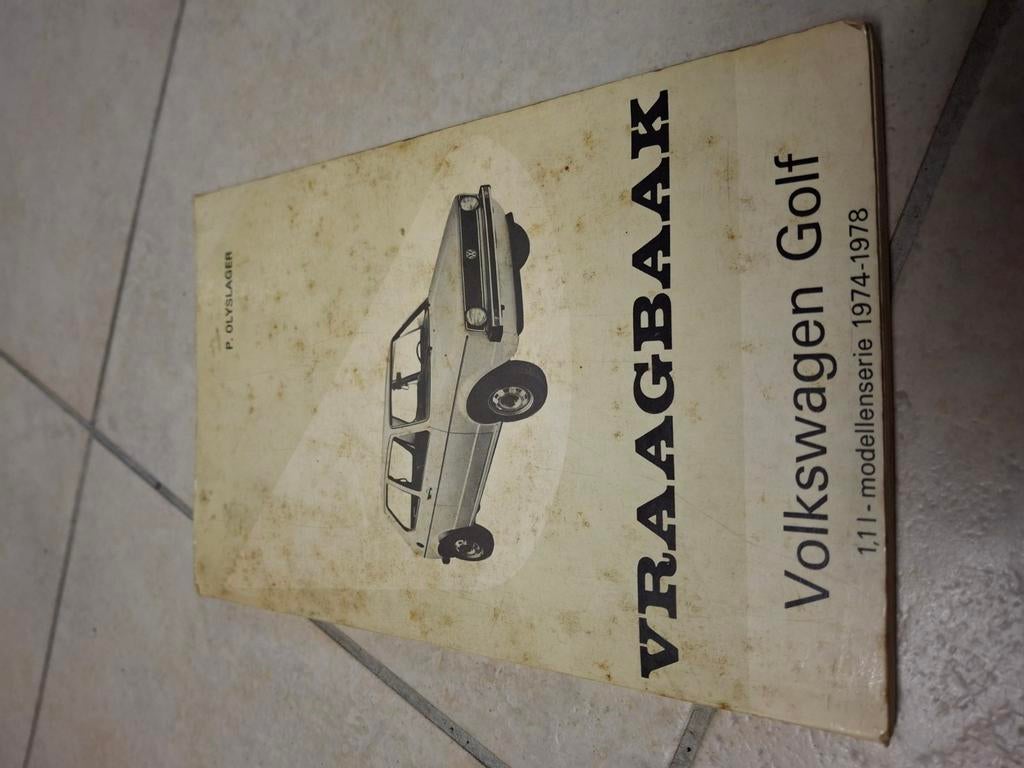 P. OLYSLAGER
VRAAGBAAK
Volkswagen Golf
1,1 l - modellenserie 1974-1978